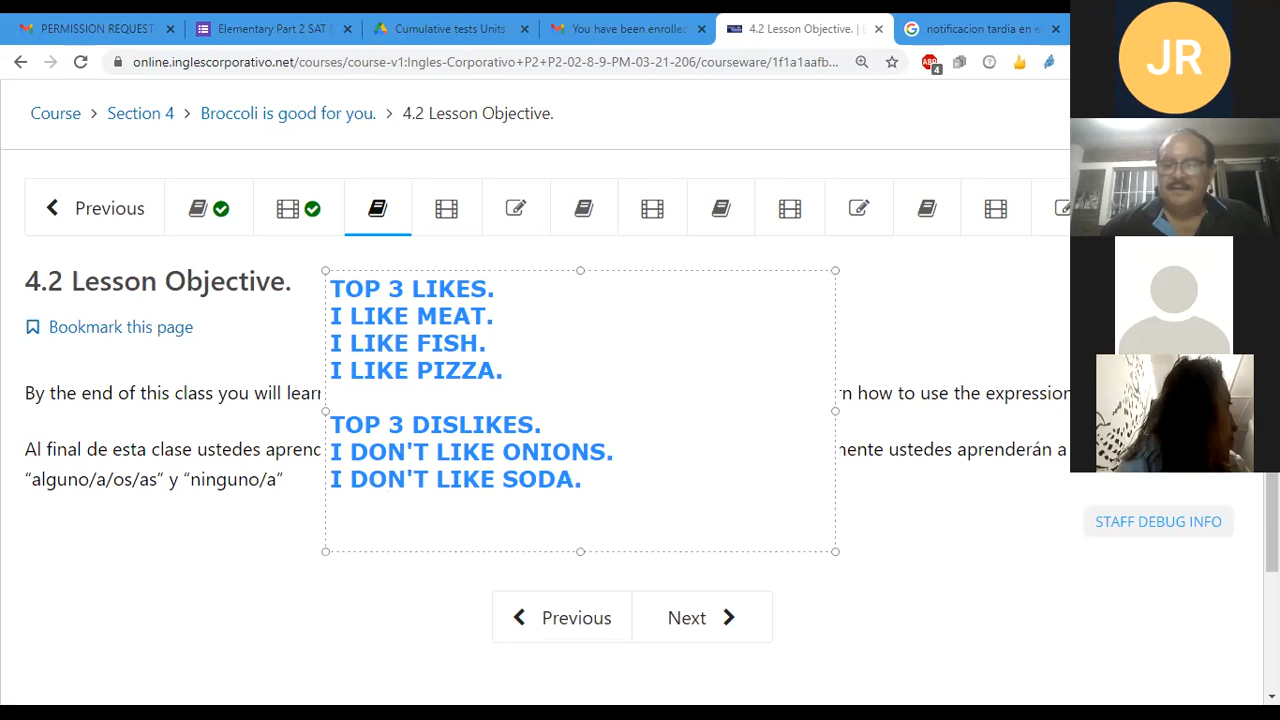 PERMISSION REQUEST
Elementary Part 2 SAT
Cumulative tests Units
You have been enrolle
4.2 Lesson Objective. |
notificacion tardia en e
online.inglescorporativo.net/courses/course-v1:Ingles-Corporativo+P2+P2-02-8-9-PM-03-21-206/courseware/1f1a1aafb...
ABP
4
JR
Course > Section 4 > Broccoli is good for you. > 4.2 Lesson Objective.
Previous
4.2 Lesson Objective.
Bookmark this page
TOP 3 LIKES.
I LIKE MEAT.
I LIKE FISH.
I LIKE PIZZA.
TOP 3 DISLIKES.
I DON'T LIKE ONIONS.
I DON'T LIKE SODA.
By the end of this class you will lear n how to use the expression
Al final de esta clase ustedes aprenc nente ustedes aprenderán a
“alguno/a/os/as” y “ninguno/a”
STAFF DEBUG INFO
Previous
Next